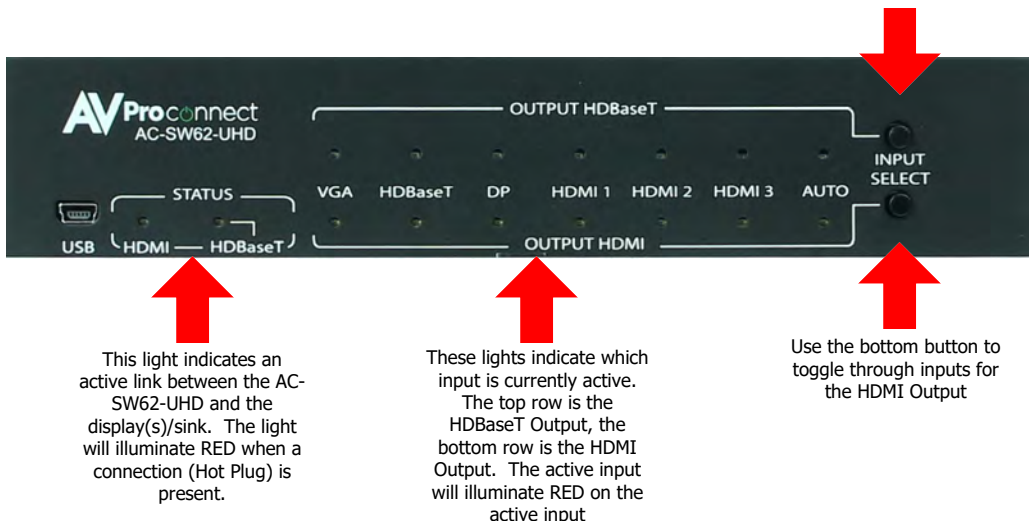 AVProconnect
AC-SW62-UHD
OUTPUT HDBaseT
INPUT
SELECT
STATUS
VGA HDBaseT DP HDMI 1 HDMI 2 HDMI 3 AUTO
USB HDMI HDBaseT
OUTPUT HDMI
This light indicates an
active link between the AC-
SW62-UHD and the
display(s)/sink. The light
will illuminate RED when a
connection (Hot Plug) is
present.
These lights indicate which
input is currently active.
The top row is the
HDBaseT Output, the
bottom row is the HDMI
Output. The active input
will illuminate RED on the
active input
Use the bottom button to
toggle through inputs for
the HDMI Output